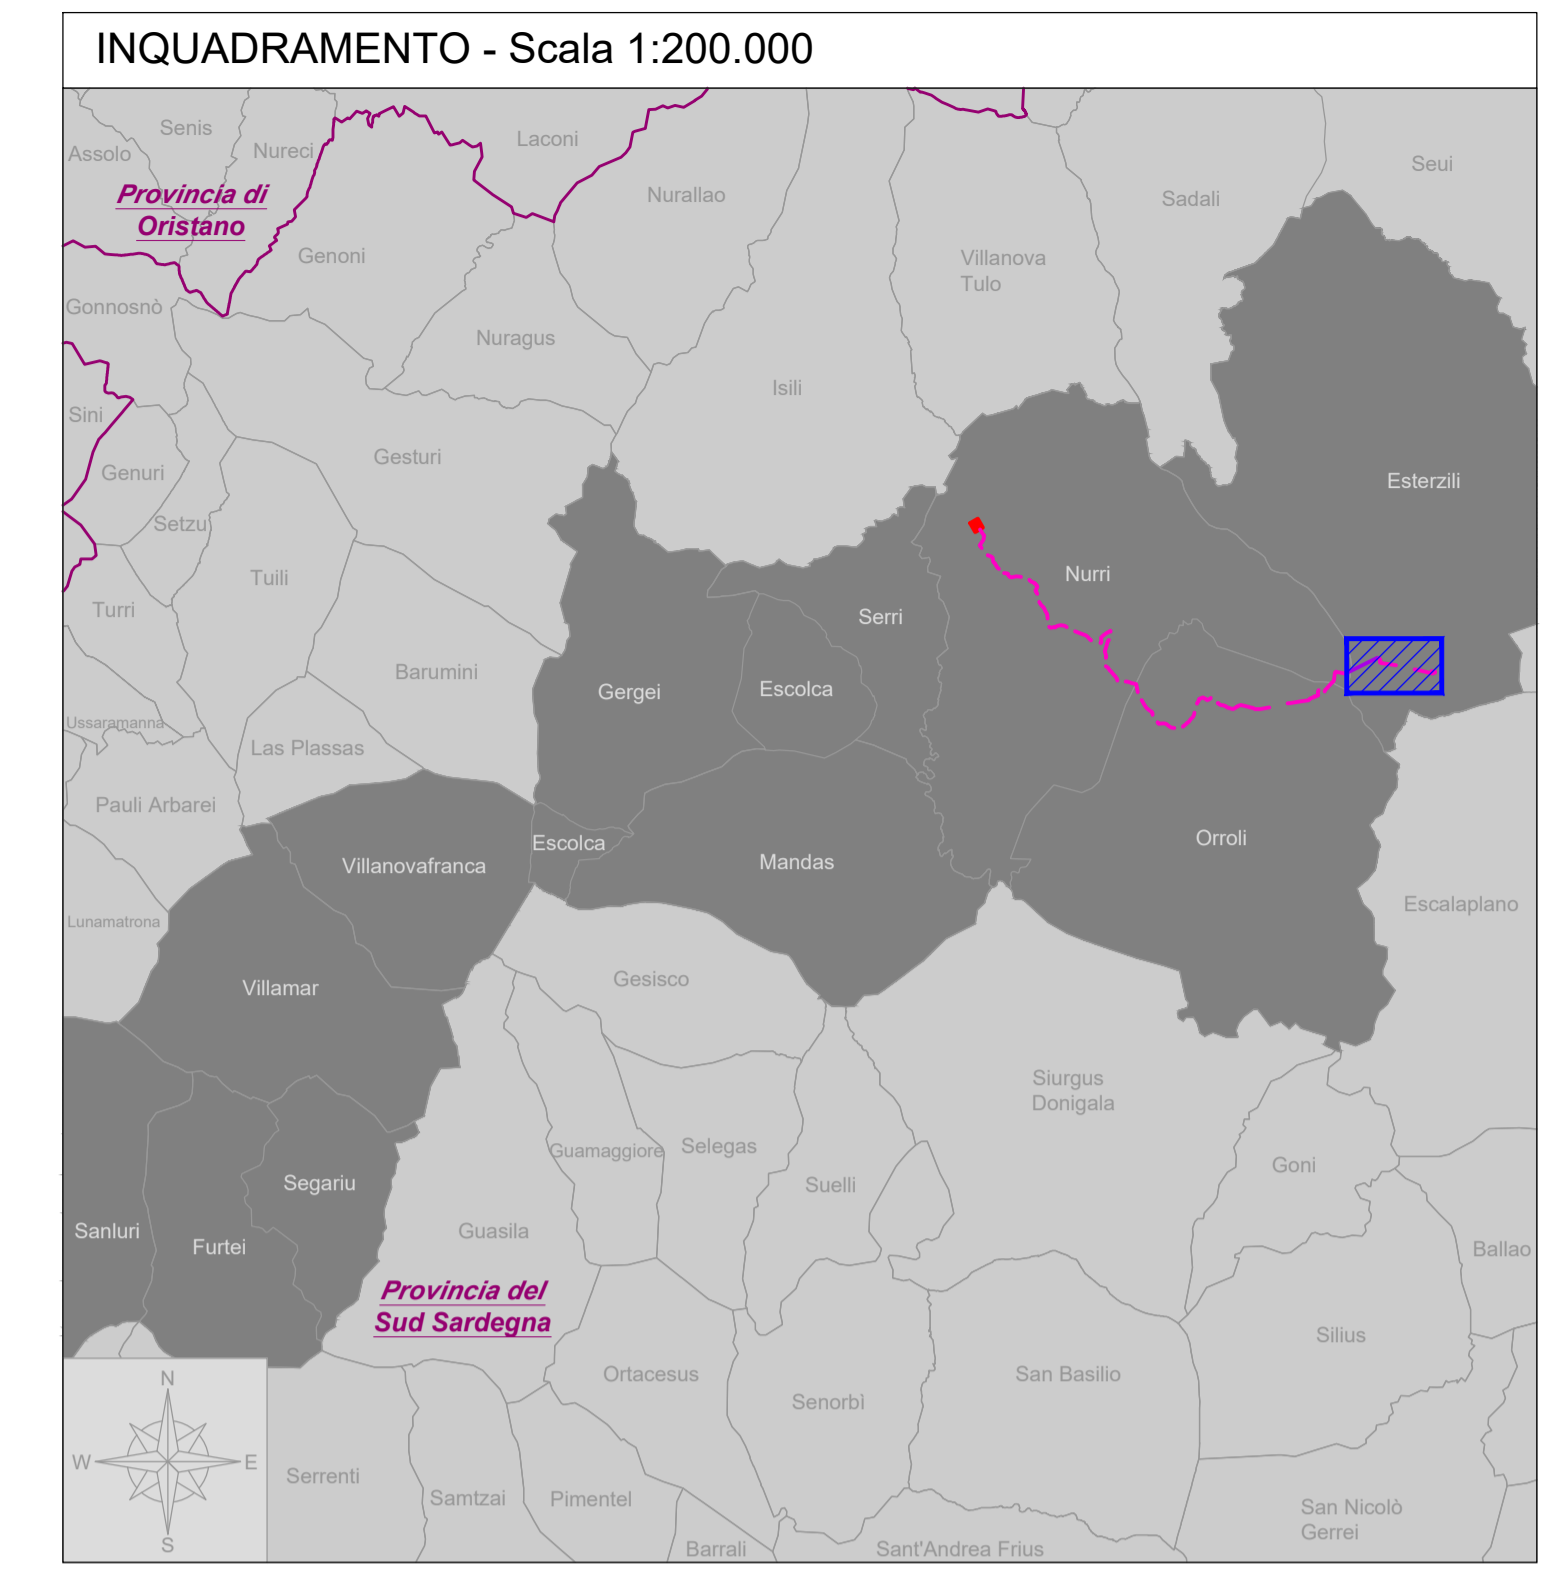 INQUADRAMENTO - Scala 1:200.000
Senis
Assolo
Nureci
Laconi
Seui
Provincia di
Oristano
Nurallao
Sadali
Genoni
Villanova
Tulo
Gonnosnò
Nuragus
Isili
Sini
Gesturi
Genuri
Esterzili
Setzu
Tuili
Nurri
Turri
Serri
Barumini
Gergei
Escolca
Ussaramanna
Las Plassas
Pauli Arbarei
Escolca
Orroli
Villanovafranca
Mandas
Escalaplano
Lunamatrona
Gesisco
Villamar
Siurgus
Donigala
Guamaggiore
Selegas
Goni
Segariu
Suelli
Sanluri
Guasila
Furtei
Ballao
Provincia del
Sud Sardegna
Silius
Ortacesus
San Basilio
N
Senorbì
W
E
Serrenti
Samtzai
Pimentel
San Nicolò
Gerrei
S
Barrali
Sant'Andrea Frius